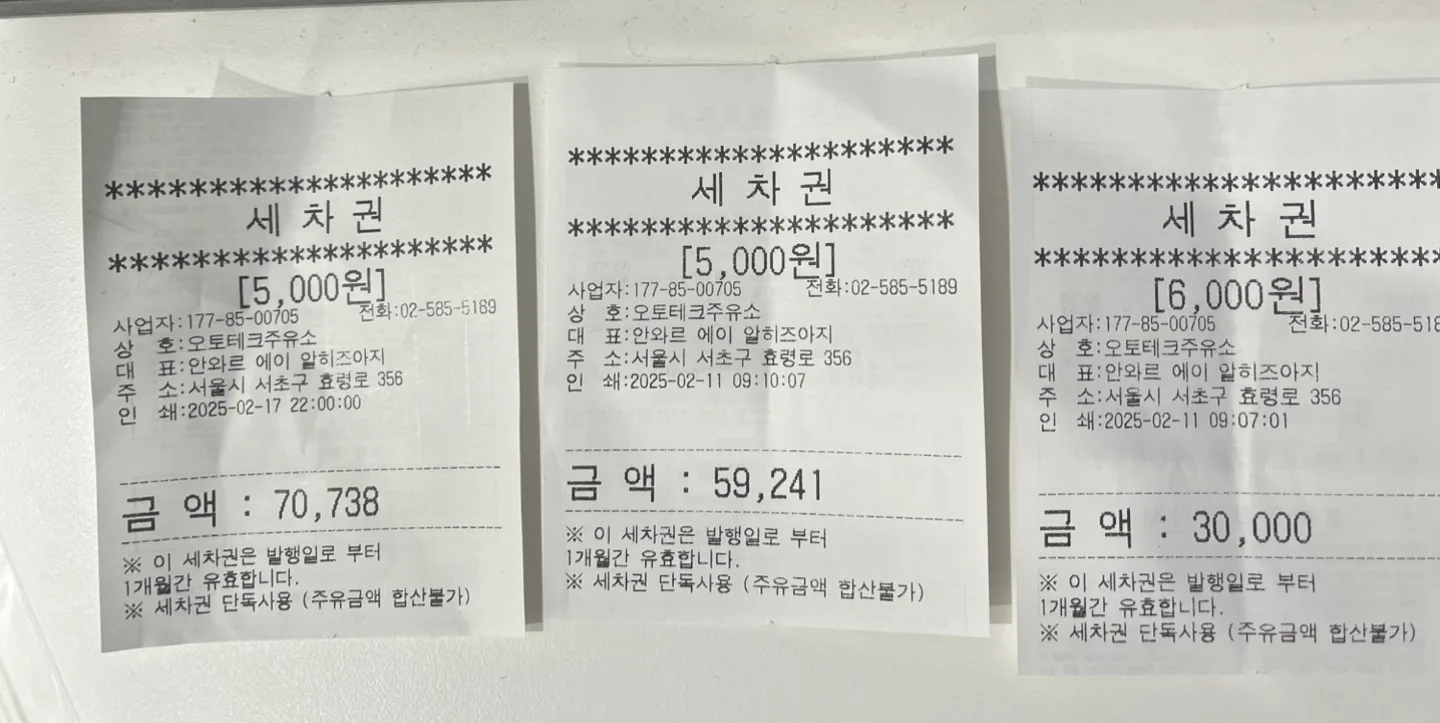 *******************
세 차 권
*******************
[5,000원]
사업자:177-85-00705 전화:02-585-5189
상 호:오토테크주유소
대 표:안와르 에이 알히즈아지
주 소:서울시 서초구 효령로 356
인 쇄:2025-02-17 22:00:00
금 액 : 70,738
※ 이 세차권은 발행일로 부터
1개월간 유효합니다.
※ 세차권 단독사용 (주유금액 합산불가)
*********************
세 차 권
*********************
[5,000원]
사업자:177-85-00705 전화:02-585-5189
상 호:오토테크주유소
대 표:안와르 에이 알히즈아지
주 소:서울시 서초구 효령로 356
인 쇄:2025-02-11 09:10:07
금 액 : 59,241
※ 이 세차권은 발행일로 부터
1개월간 유효합니다.
※ 세차권 단독사용 (주유금액 합산불가)
*********************
세 차 권
*********************
[6,000원]
사업자:177-85-00705 전화:02-585-518
상 호:오토테크주유소
대 표:안와르 에이 알히즈아지
주 소:서울시 서초구 효령로 356
인 쇄:2025-02-11 09:07:01
금 액 : 30,000
※ 이 세차권은 발행일로 부터
1개월간 유효합니다.
※ 세차권 단독사용 (주유금액 합산불가)